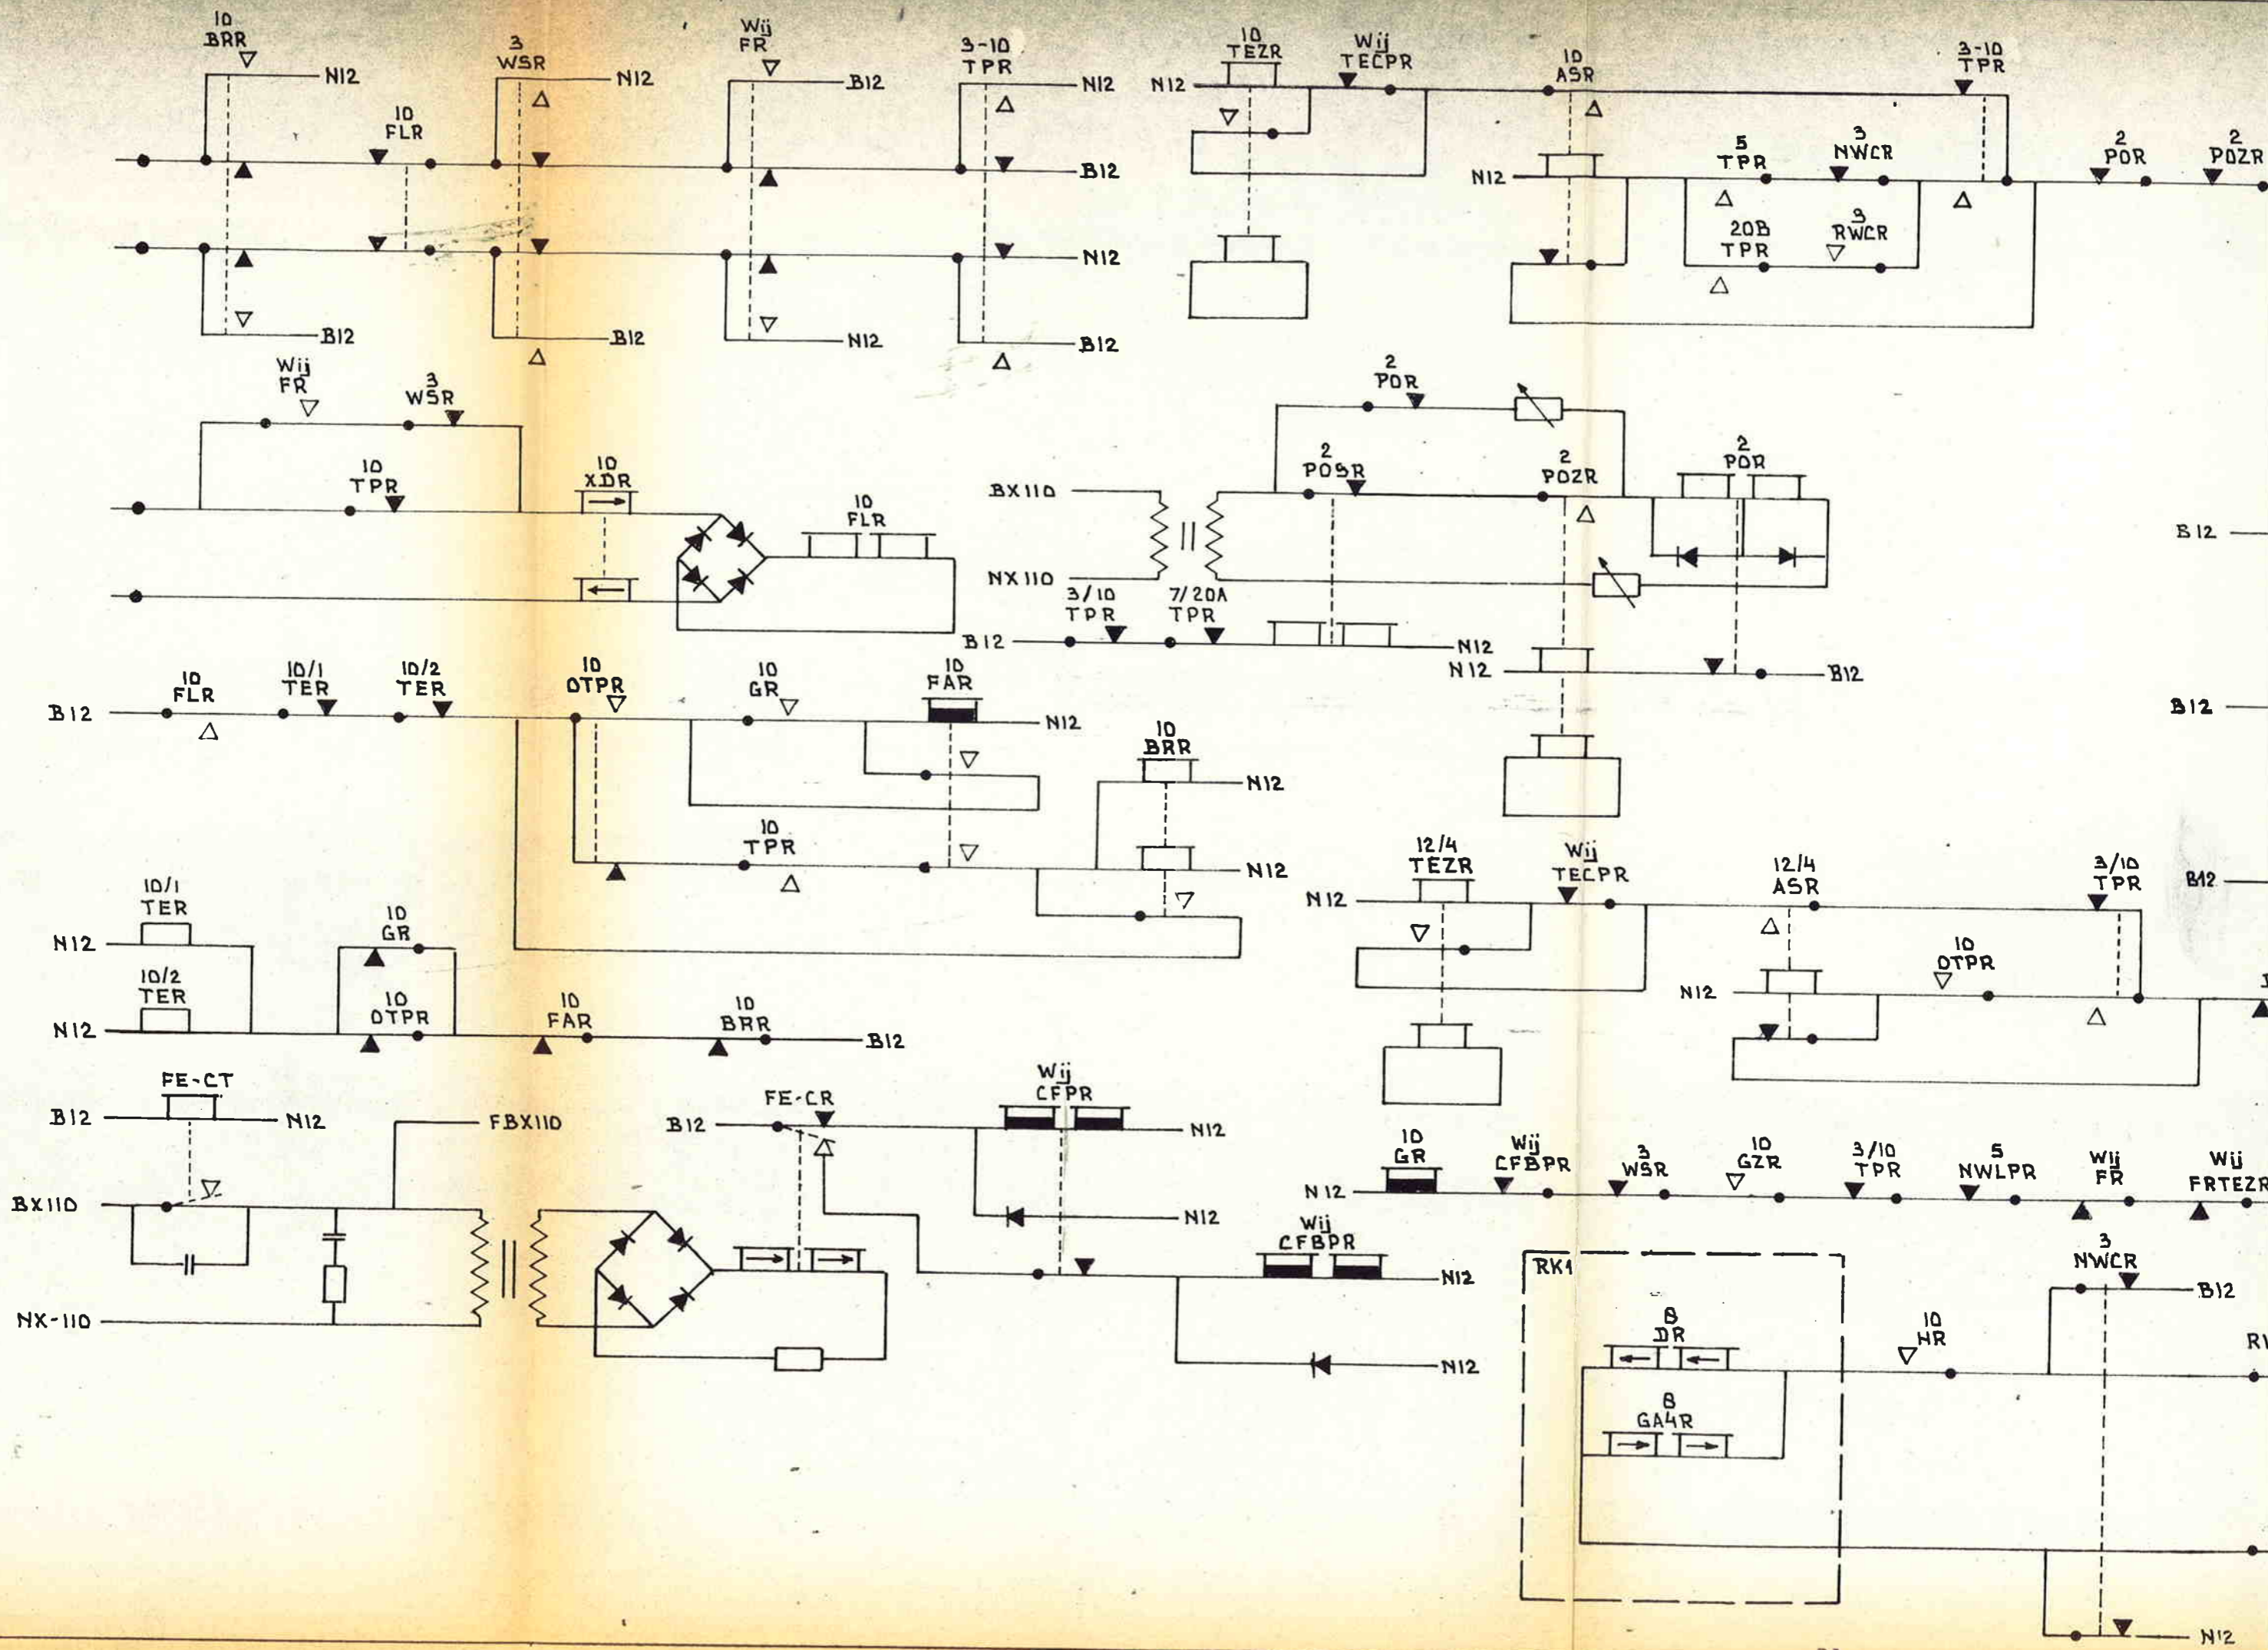 10
BRR
N12
3
WSR
N12
Wij
FR
B12
3-10
TPR
N12
10
FLR
B12
N12
B12
B12
N12
B12
10
TEZR
N12
Wij
TECPR
10
ASR
3-10
TPR
N12
5
TPR
3
NWCR
20B
TPR
RWCR
2
POR
2
POZR
Wij
FR
3
WSR
10
TPR
10
XDR
10
FLR
2
POR
BX110
2
POSR
2
POZR
2
POR
NX110
3/10
TPR
7/20A
TPR
B12
N12
N12
B12
B12
B12
B12
10
FLR
10/1
TER
10/2
TER
10
OTPR
10
GR
10
FAR
N12
10
BRR
N12
10
TPR
N12
10/1
TER
N12
10/2
TER
N12
10
GR
10
OTPR
10
FAR
10
BRR
B12
12/4
TEZR
N12
Wij
TECPR
12/4
ASR
3/10
TPR
B12
N12
10
OTPR
FE-CT
B12
N12
FBX110
BX110
NX-110
FE-CR
B12
Wij
CFPR
N12
N12
Wij
CFBPR
N12
N12
10
GR
N12
Wij
CFBPR
3
WSR
10
GZR
3/10
TPR
5
NWLPR
Wij
FR
Wij
FRTEZR
RK1
8
DR
8
GA4R
10
HR
3
NWCR
B12
N12